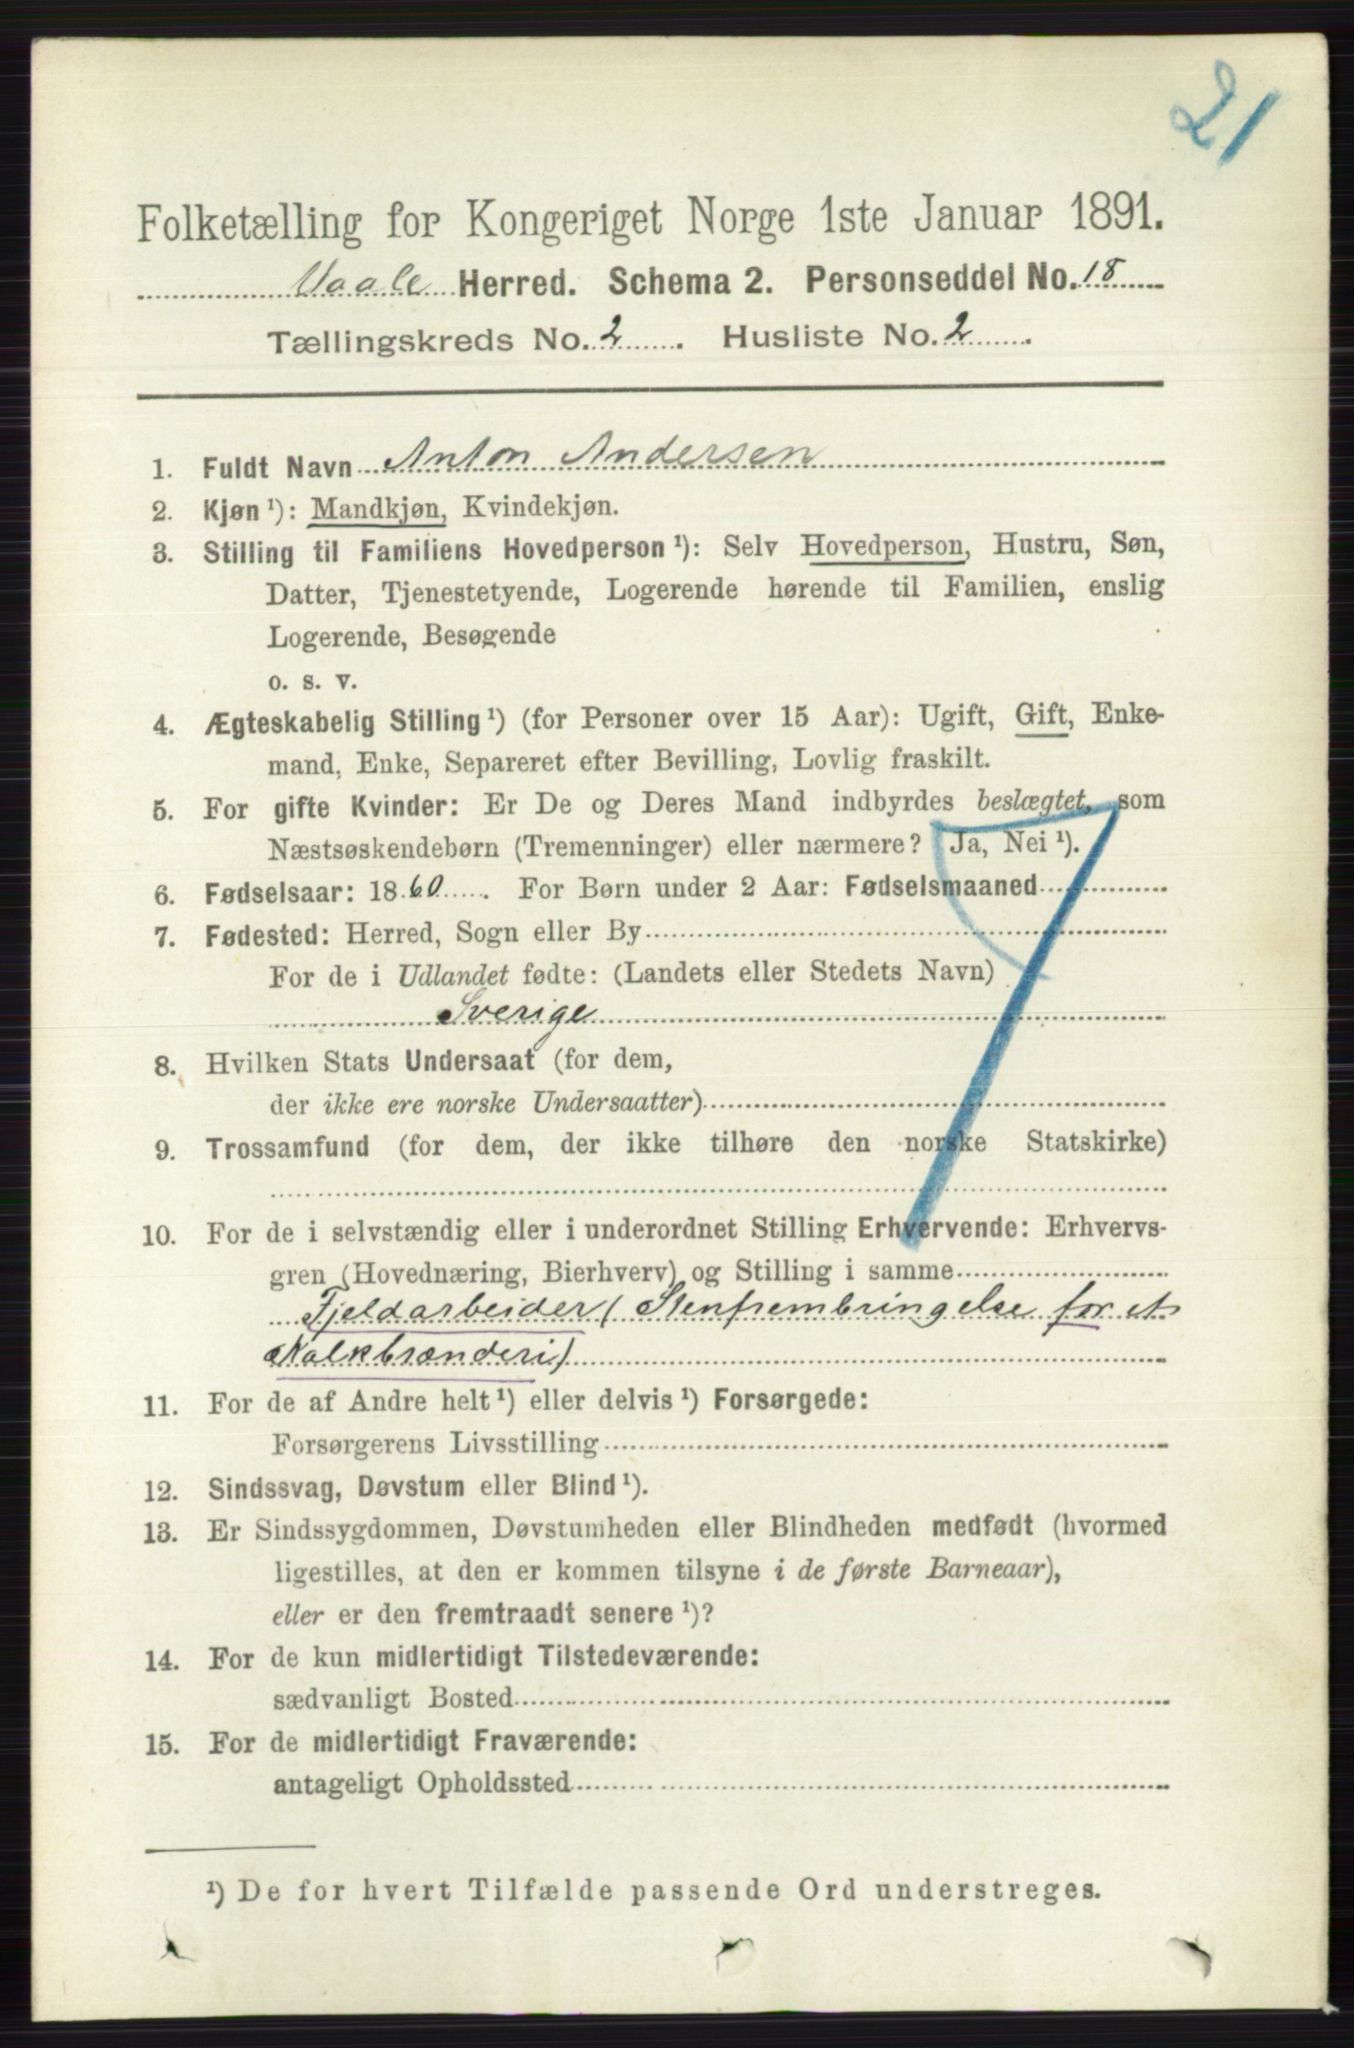 21
Folketælling for Kongeriget Norge 1ste Januar 1891.
Vaale Herred. Schema 2. Personseddel No. 18
Tællingskreds No. 2. Husliste No. 2.
1. Fuldt Navn Anton Andersen
2. Kjøn ¹): Mandkjøn, Kvindekjøn.
3. Stilling til Familiens Hovedperson ¹): Selv Hovedperson, Hustru, Søn,
Datter, Tjenestetyende, Logerende hørende til Familien, enslig
Logerende, Besøgende
o. s. v.
4. Ægteskabelig Stilling ¹) (for Personer over 15 Aar): Ugift, Gift, Enke-
mand, Enke, Separeret efter Bevilling, Lovlig fraskilt.
5. For gifte Kvinder: Er De og Deres Mand indbyrdes beslægtet, som
Næstsøskendebørn (Tremenninger) eller nærmere? Ja, Nei ¹).
6. Fødselsaar: 1860. For Børn under 2 Aar: Fødselsmaaned
7. Fødested: Herred, Sogn eller By
For de i Udlandet fødte: (Landets eller Stedets Navn)
Sverige
8. Hvilken Stats Undersaat (for dem,
der ikke ere norske Undersaatter)
9. Trossamfund (for dem, der ikke tilhøre den norske Statskirke)
10. For de i selvstændig eller i underordnet Stilling Erhvervende: Erhvervs-
gren (Hovednæring, Bierhverv) og Stilling i samme
Fjeldarbeider (Stenfrembringelse for et
Kalkbrænderi)
11. For de af Andre helt ¹) eller delvis ¹) Forsørgede:
Forsørgerens Livsstilling
12. Sindssvag, Døvstum eller Blind ¹).
13. Er Sindssygdommen, Døvstumheden eller Blindheden medfødt (hvormed
ligestilles, at den er kommen tilsyne i de første Barneaar),
eller er den fremtraadt senere ¹)?
14. For de kun midlertidigt Tilstedeværende:
sædvanligt Bosted
15. For de midlertidigt Fraværende:
antageligt Opholdssted
¹) De for hvert Tilfælde passende Ord understreges.